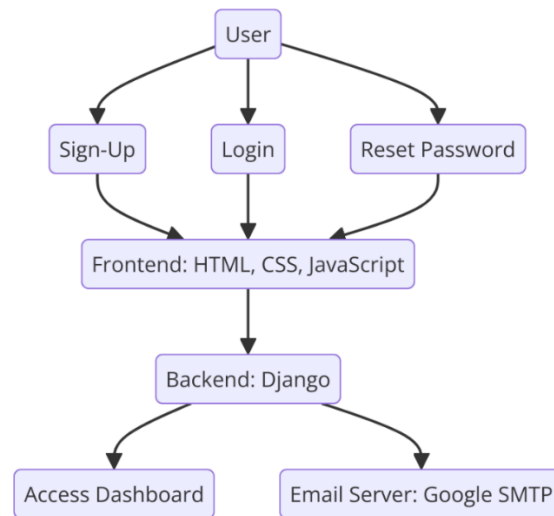 User
Sign-Up
Login
Reset Password
Frontend: HTML, CSS, JavaScript
Backend: Django
Access Dashboard
Email Server: Google SMTP